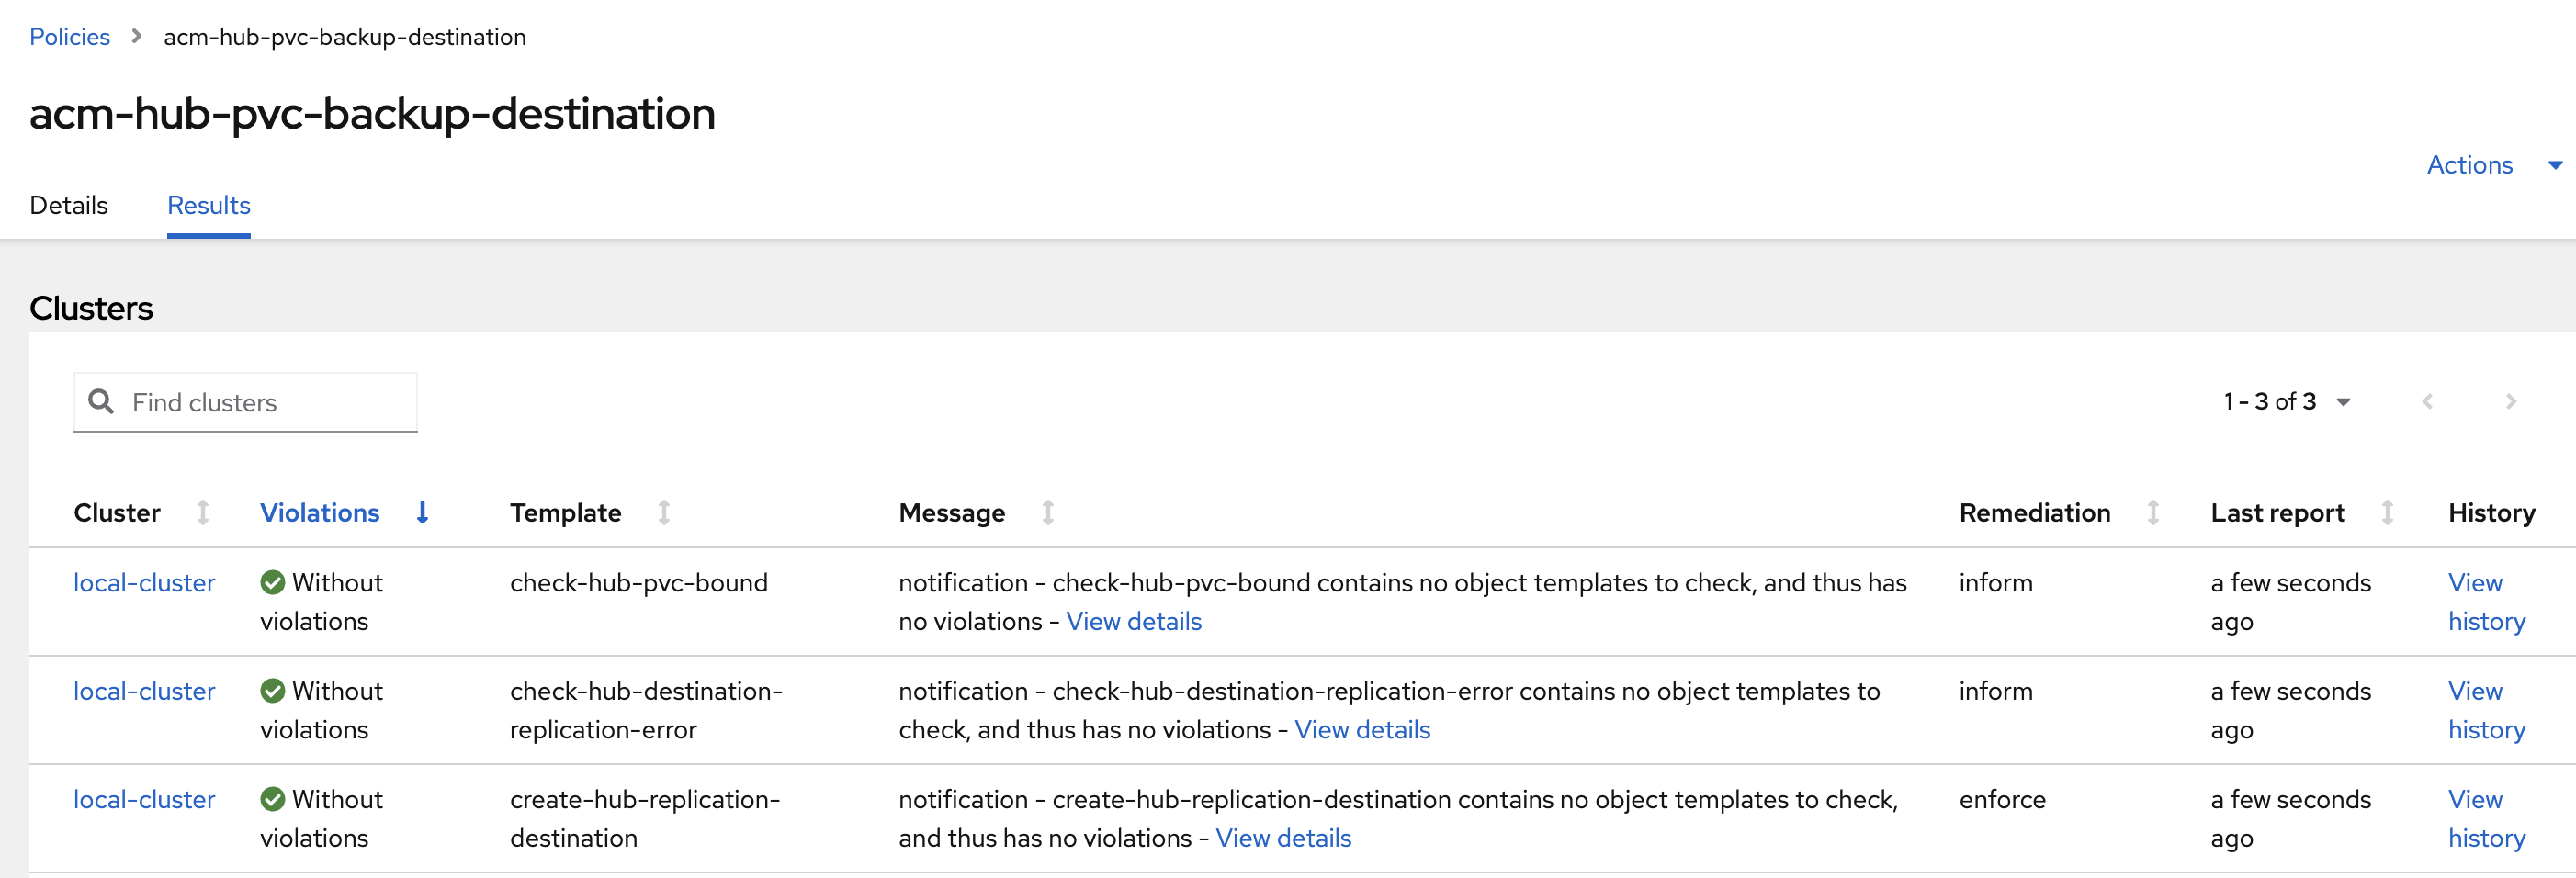 Policies > acm-hub-pvc-backup-destination
acm-hub-pvc-backup-destination
Actions
Details Results
Clusters
Find clusters
1 - 3 of 3
Cluster Violations Template Message Remediation Last report History
local-cluster Without check-hub-pvc-bound notification - check-hub-pvc-bound contains no object templates to check, and thus has inform a few seconds View
violations no violations - View details ago history
local-cluster Without check-hub-destination- notification - check-hub-destination-replication-error contains no object templates to inform a few seconds View
violations replication-error check, and thus has no violations - View details ago history
local-cluster Without create-hub-replication- notification - create-hub-replication-destination contains no object templates to check, enforce a few seconds View
violations destination and thus has no violations - View details ago history